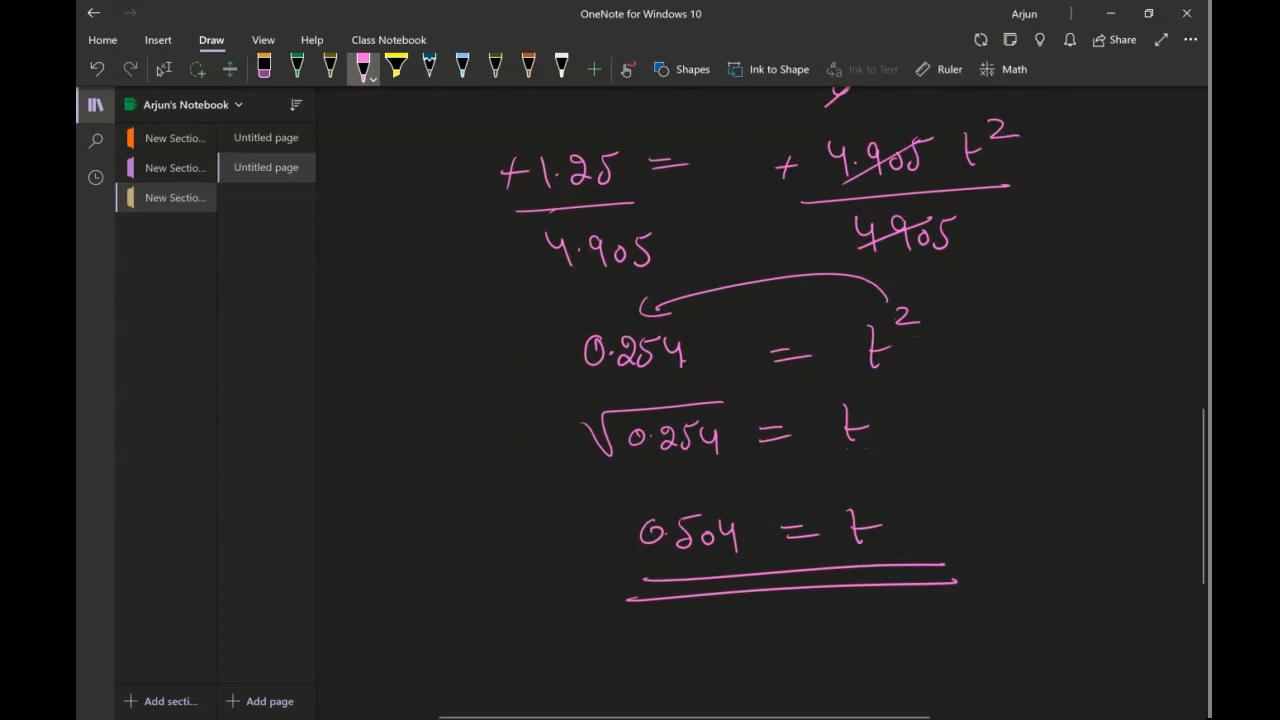 OneNote for Windows 10
Arjun
Home Insert Draw View Help Class Notebook
Share
Shapes Ink to Shape Ink to Text Ruler Math
Arjun's Notebook
New Sectio...
New Sectio...
New Sectio...
Untitled page
Untitled page
+1.25 = + 4.905 t²
4.905 4.905
0.254 = t²
√0.254 = t
0.504 = t
Add secti...
Add page